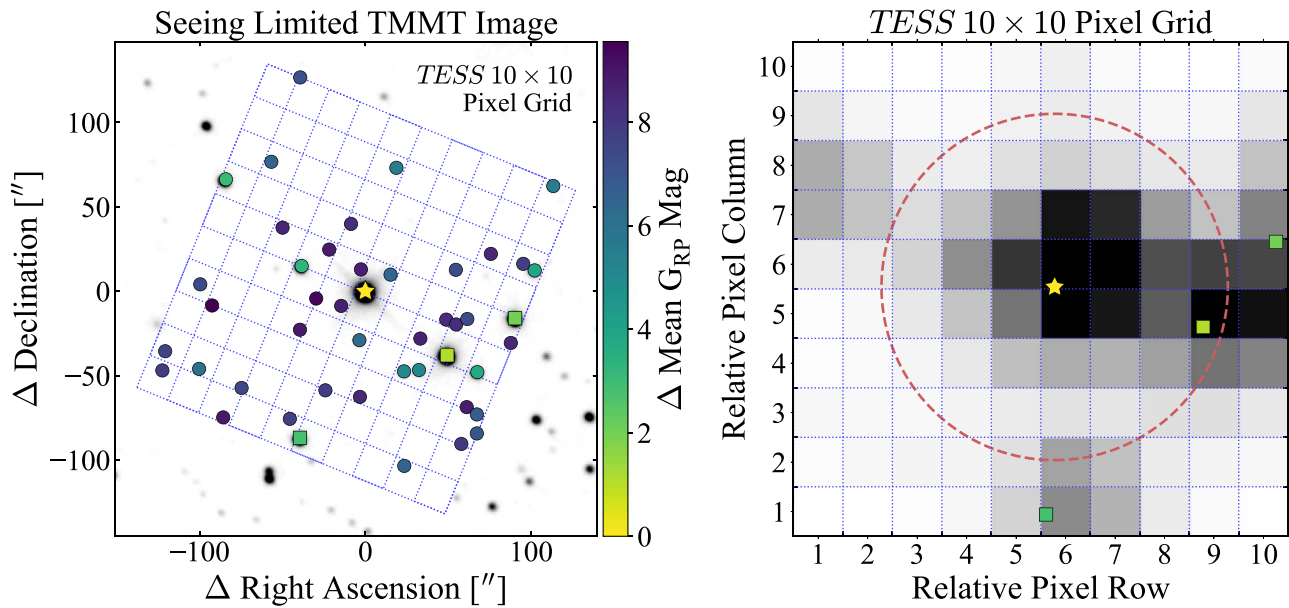 Seeing Limited TMMT Image
TESS 10 × 10
Pixel Grid
100
50
0
−50
−100
Δ Declination [″]
−100
0
100
Δ Right Ascension [″]
8
6
4
2
0
Δ Mean G_RP Mag
TESS 10 × 10 Pixel Grid
10
9
8
7
6
5
4
3
2
1
Relative Pixel Column
1 2 3 4 5 6 7 8 9 10
Relative Pixel Row